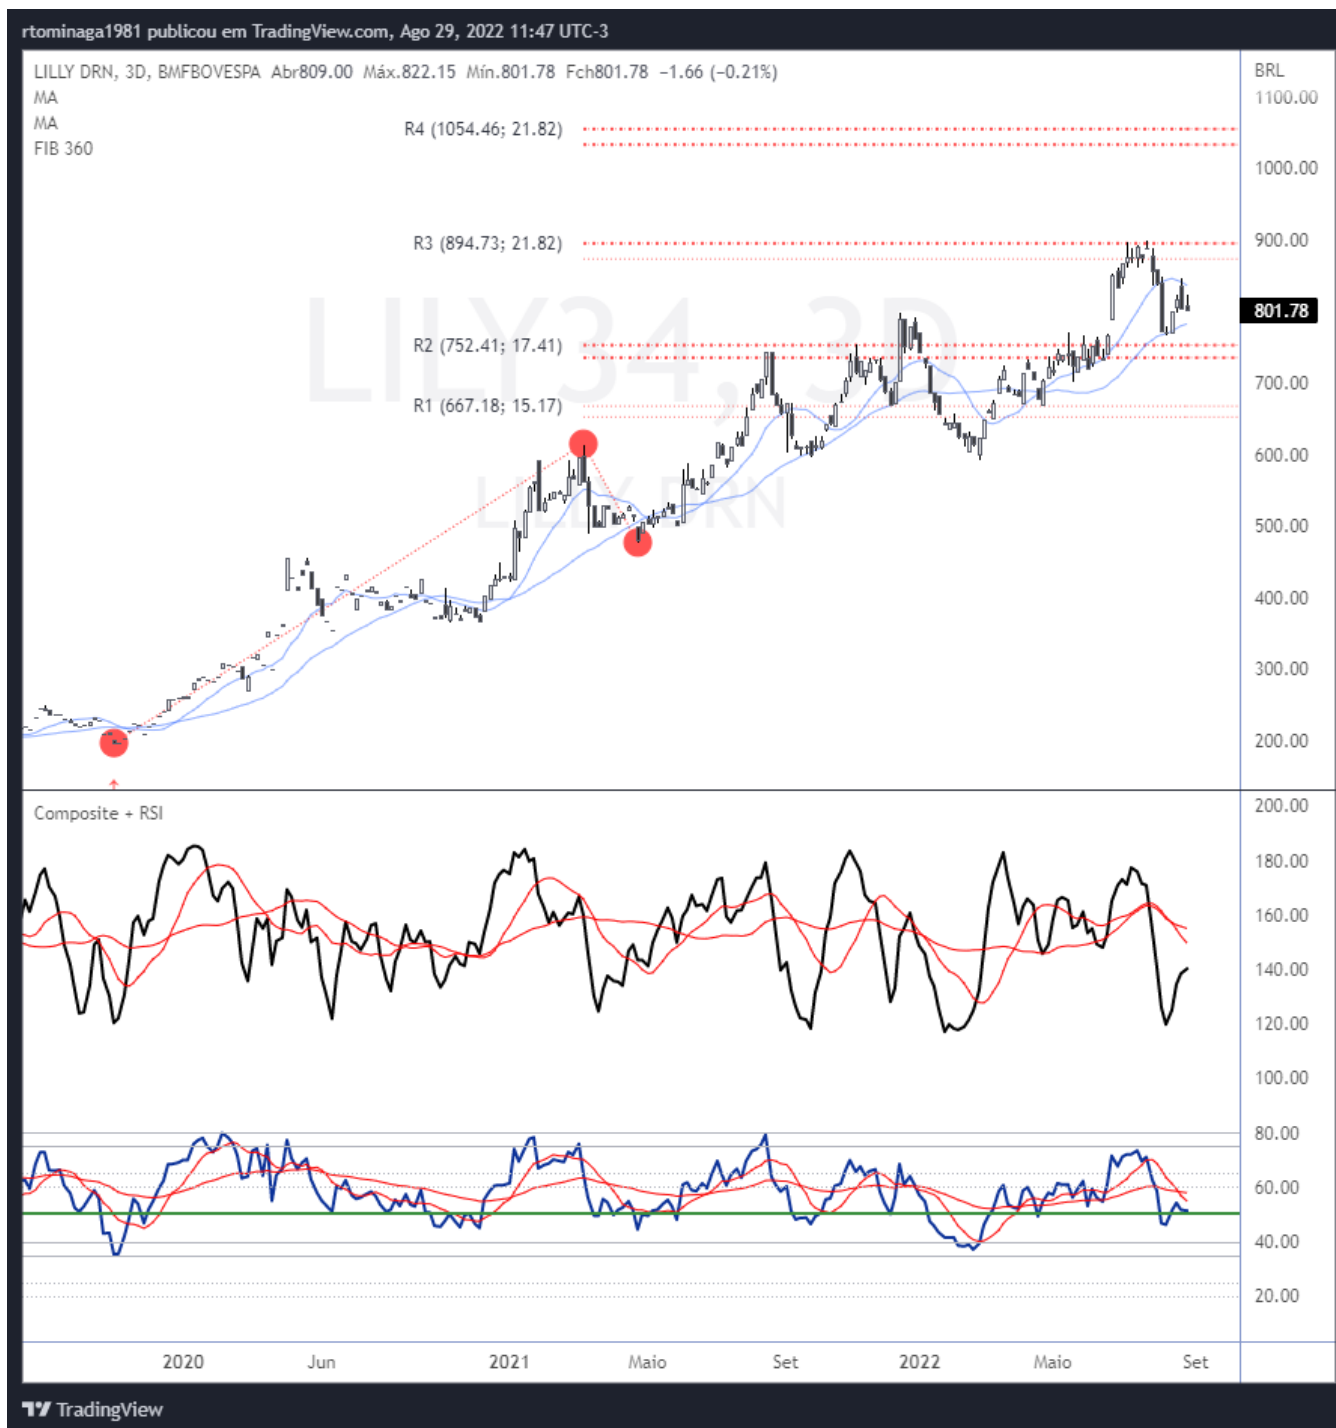 rtominaga1981 publicou em TradingView.com, Ago 29, 2022 11:47 UTC-3
LILLY DRN, 3D, BMFBOVESPA Abr809.00 Máx.822.15 Mín.801.78 Fch801.78 −1.66 (−0.21%)
BRL
MA
1100.00
MA
R4 (1054.46; 21.82)
FIB 360
1000.00
R3 (894.73; 21.82)
900.00
LILY34, 3D
801.78
R2 (752.41; 17.41)
700.00
R1 (667.18; 15.17)
600.00
LILLY DRN
500.00
400.00
300.00
200.00
Composite + RSI
200.00
180.00
160.00
140.00
120.00
100.00
80.00
60.00
40.00
20.00
2020 Jun 2021 Maio Set 2022 Maio Set
TradingView